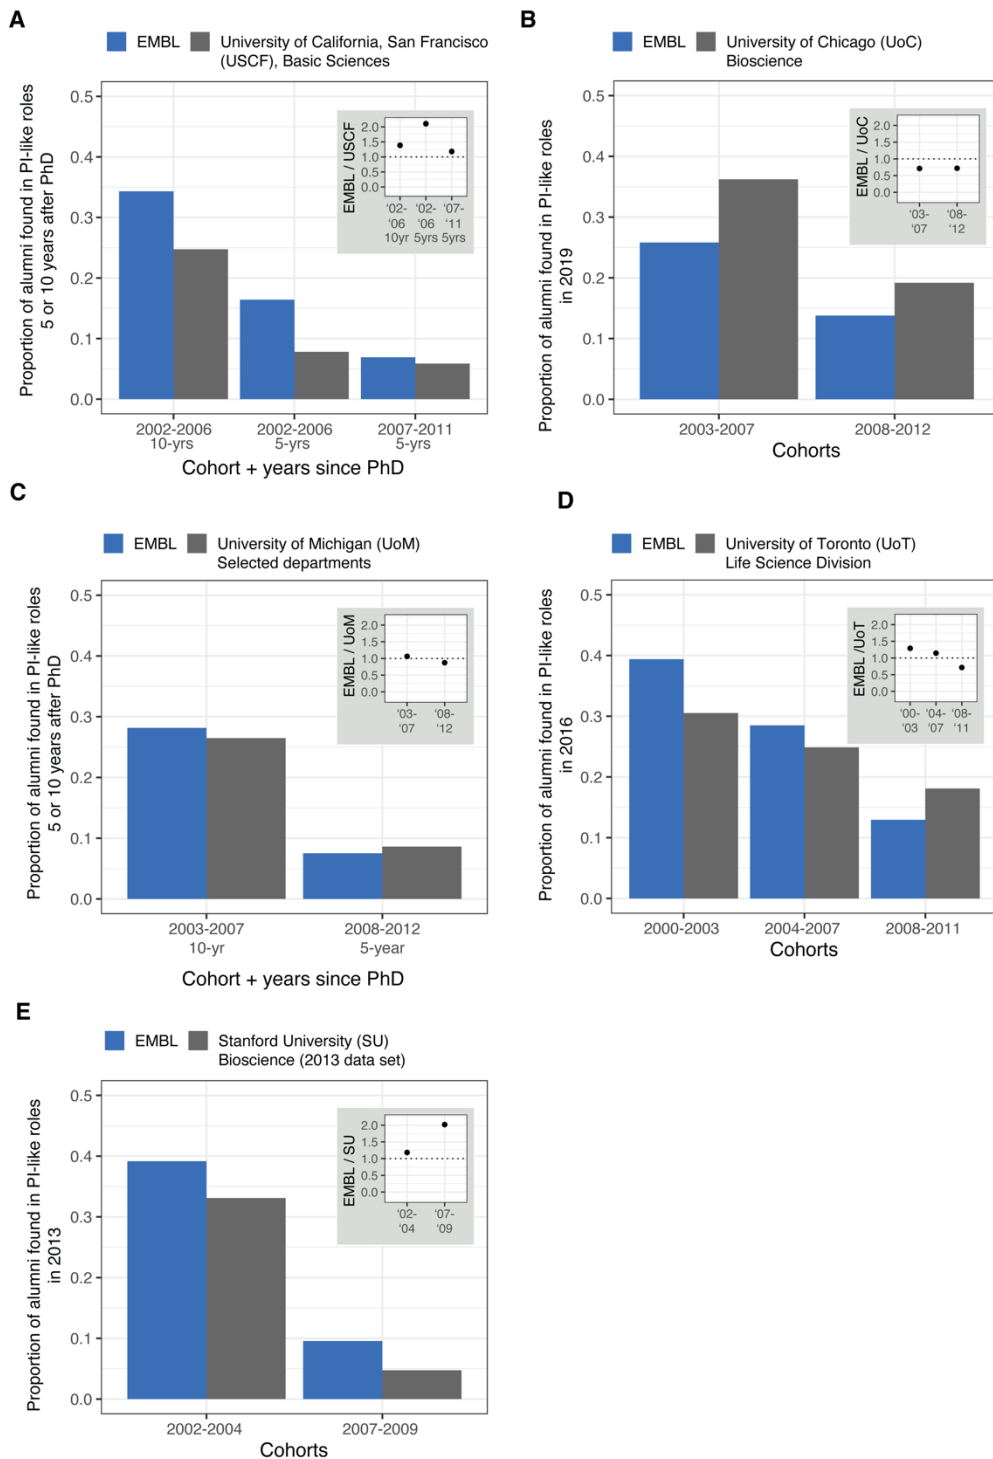 A
EMBL University of California, San Francisco
(USCF), Basic Sciences
Proportion of alumni found in PI-like roles
5 or 10 years after PhD
0.5
0.4
0.3
0.2
0.1
0.0
EMBL / USCF
2.0
1.5
1.0
0.5
0.0
'02- '02- '07-
'06 '06 '11
10yr 5yrs 5yrs
2002-2006 2002-2006 2007-2011
10-yrs 5-yrs 5-yrs
Cohort + years since PhD
B
EMBL University of Chicago (UoC)
Bioscience
Proportion of alumni found in PI-like roles
in 2019
0.5
0.4
0.3
0.2
0.1
0.0
EMBL / UoC
2.0
1.5
1.0
0.5
0.0
'03- '08-
'07 '12
2003-2007 2008-2012
Cohorts
C
EMBL University of Michigan (UoM)
Selected departments
Proportion of alumni found in PI-like roles
5 or 10 years after PhD
0.5
0.4
0.3
0.2
0.1
0.0
EMBL / UoM
2.0
1.5
1.0
0.5
0.0
'03- '08-
'07 '12
2003-2007 2008-2012
10-yr 5-year
Cohort + years since PhD
D
EMBL University of Toronto (UoT)
Life Science Division
Proportion of alumni found in PI-like roles
in 2016
0.5
0.4
0.3
0.2
0.1
0.0
EMBL /UoT
2.0
1.5
1.0
0.5
0.0
'00- '04- '08-
'03 '07 '11
2000-2003 2004-2007 2008-2011
Cohorts
E
EMBL Stanford University (SU)
Bioscience (2013 data set)
Proportion of alumni found in PI-like roles
in 2013
0.5
0.4
0.3
0.2
0.1
0.0
EMBL / SU
2.0
1.5
1.0
0.5
0.0
'02- '07-
'04 '09
2002-2004 2007-2009
Cohorts